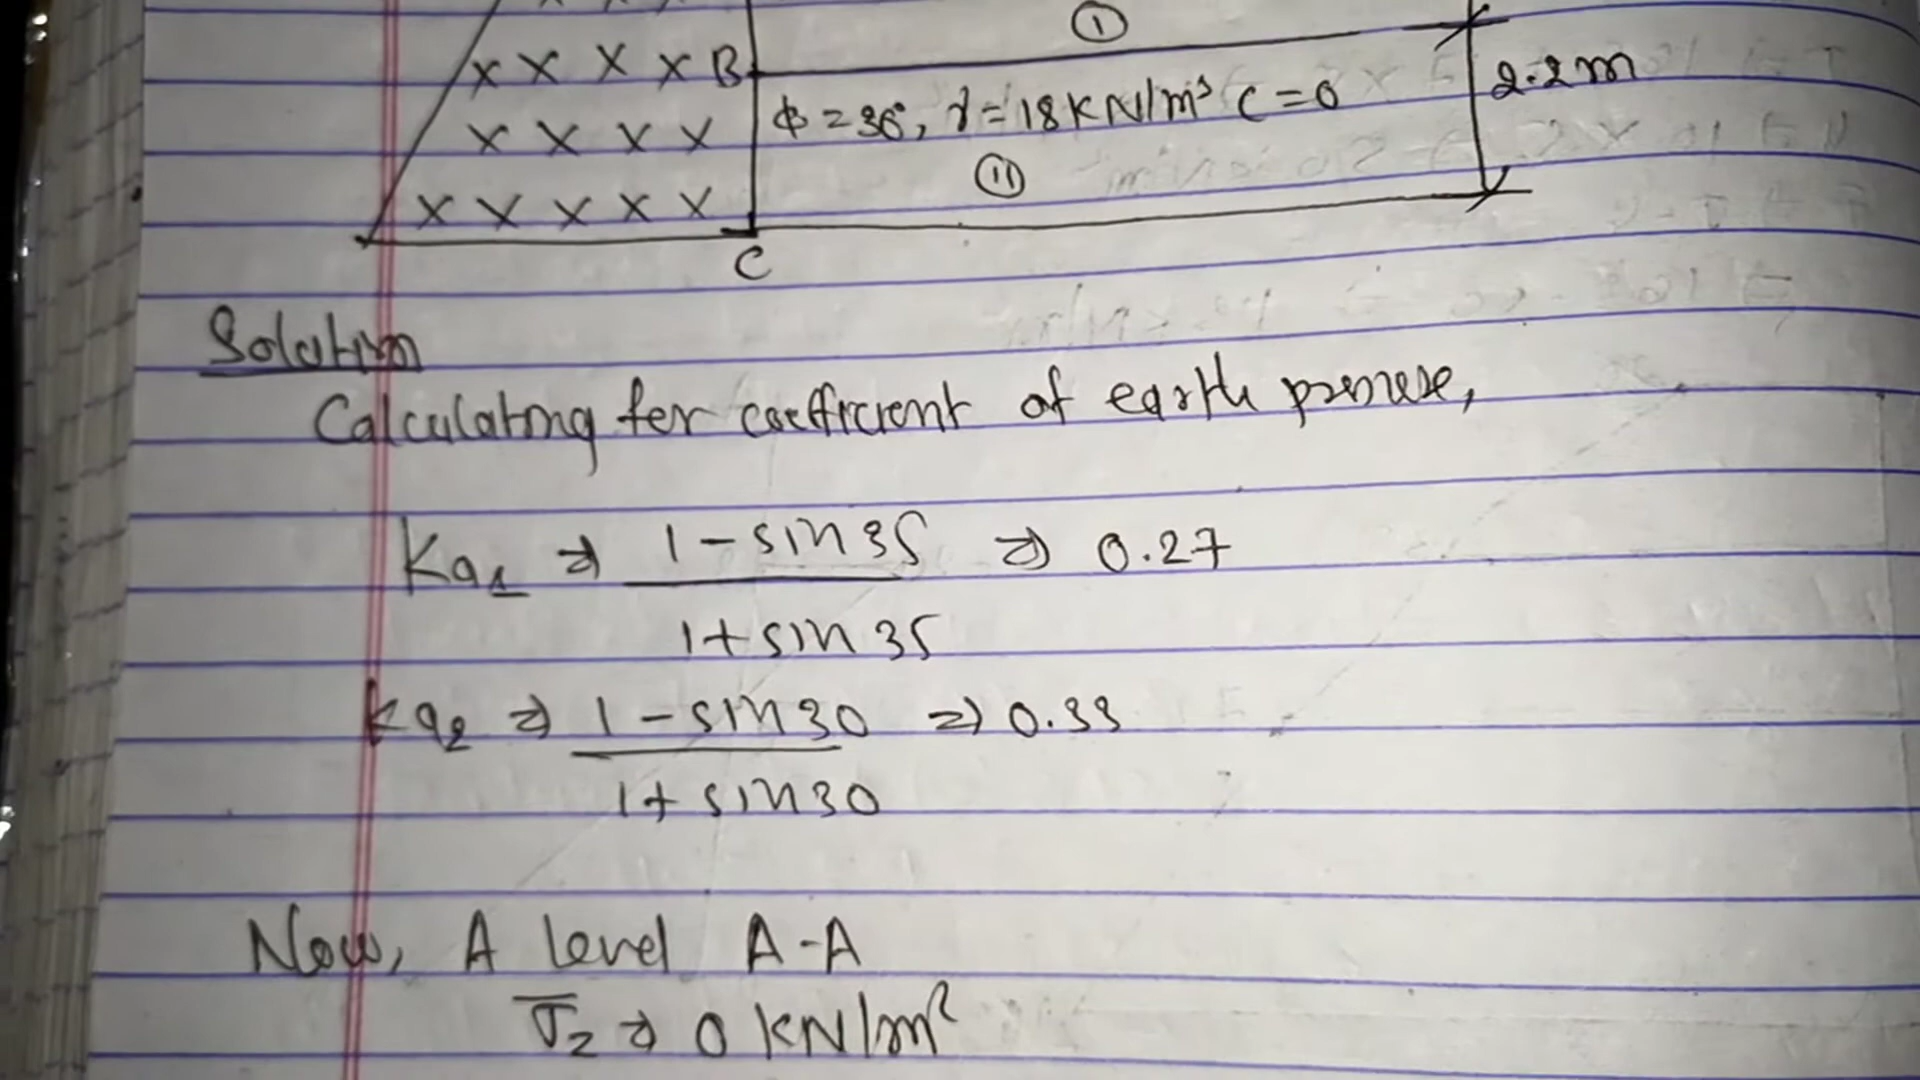 ①
X X X X B
2.2m
ϕ = 30°, γ = 18 KN/m³ C = 0
X X X X
⑪
X X X X X
C
Solution
Calculating for coefficient of earth pressure,
Ka₁ ⇒ 1 - sin 35 ⇒ 0.27
1 + sin 35
Ka₂ ⇒ 1 - sin 30 ⇒ 0.33
1 + sin 30
Now, A level A-A
σ̅z ⇒ 0 KN/m²